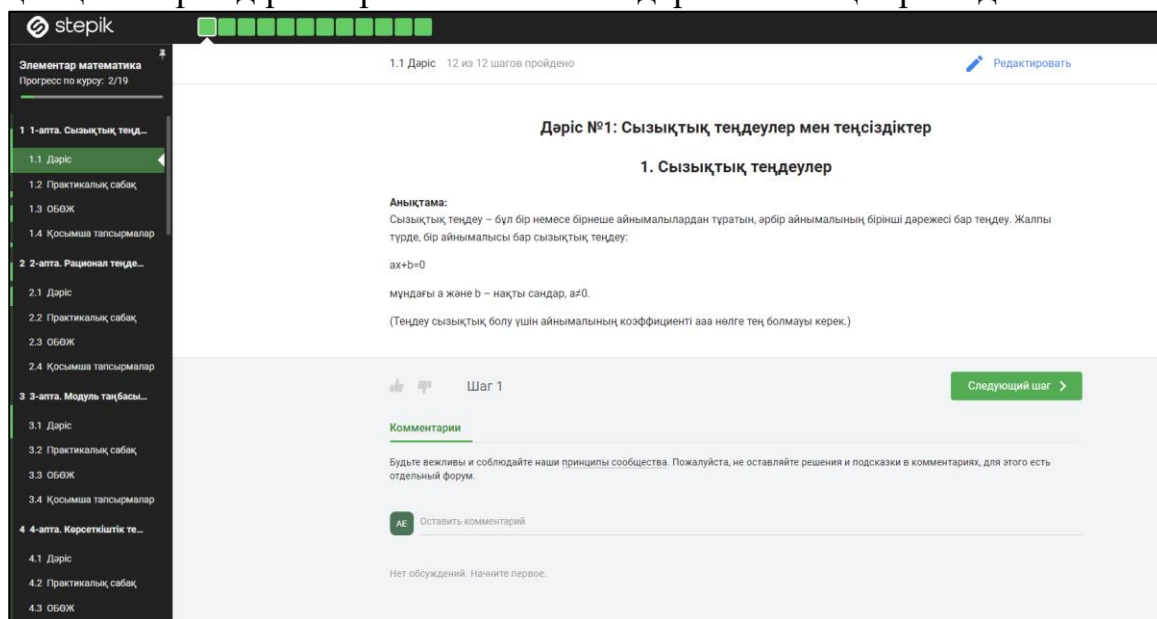 stepik
Элементар математика
Прогресс по курсу: 2/19
1 1-апта. Сызықтық теңд...
1.1 Дәріс
1.2 Практикалық сабақ
1.3 ОБӨЖ
1.4 Қосымша тапсырмалар
2 2-апта. Рационал теңде...
2.1 Дәріс
2.2 Практикалық сабақ
2.3 ОБӨЖ
2.4 Қосымша тапсырмалар
3 3-апта. Модуль таңбасы...
3.1 Дәріс
3.2 Практикалық сабақ
3.3 ОБӨЖ
3.4 Қосымша тапсырмалар
4 4-апта. Көрсеткіштік те...
4.1 Дәріс
4.2 Практикалық сабақ
4.3 ОБӨЖ
1.1 Дәріс 12 из 12 шагов пройдено
Редактировать
Дәріс №1: Сызықтық теңдеулер мен теңсіздіктер
1. Сызықтық теңдеулер
Анықтама:
Сызықтық теңдеу – бұл бір немесе бірнеше айнымалылардан тұратын, әрбір айнымалының бірінші дәрежесі бар теңдеу. Жалпы
түрде, бір айнымалысы бар сызықтық теңдеу:
ax+b=0
мұндағы a және b – нақты сандар, a≠0.
(Теңдеу сызықтық болу үшін айнымалының коэффициенті ааа нөлге тең болмауы керек.)
Шаг 1
Следующий шаг
Комментарии
Будьте вежливы и соблюдайте наши принципы сообщества. Пожалуйста, не оставляйте решения и подсказки в комментариях, для этого есть
отдельный форум.
AE Оставить комментарий
Нет обсуждений. Начните первое.